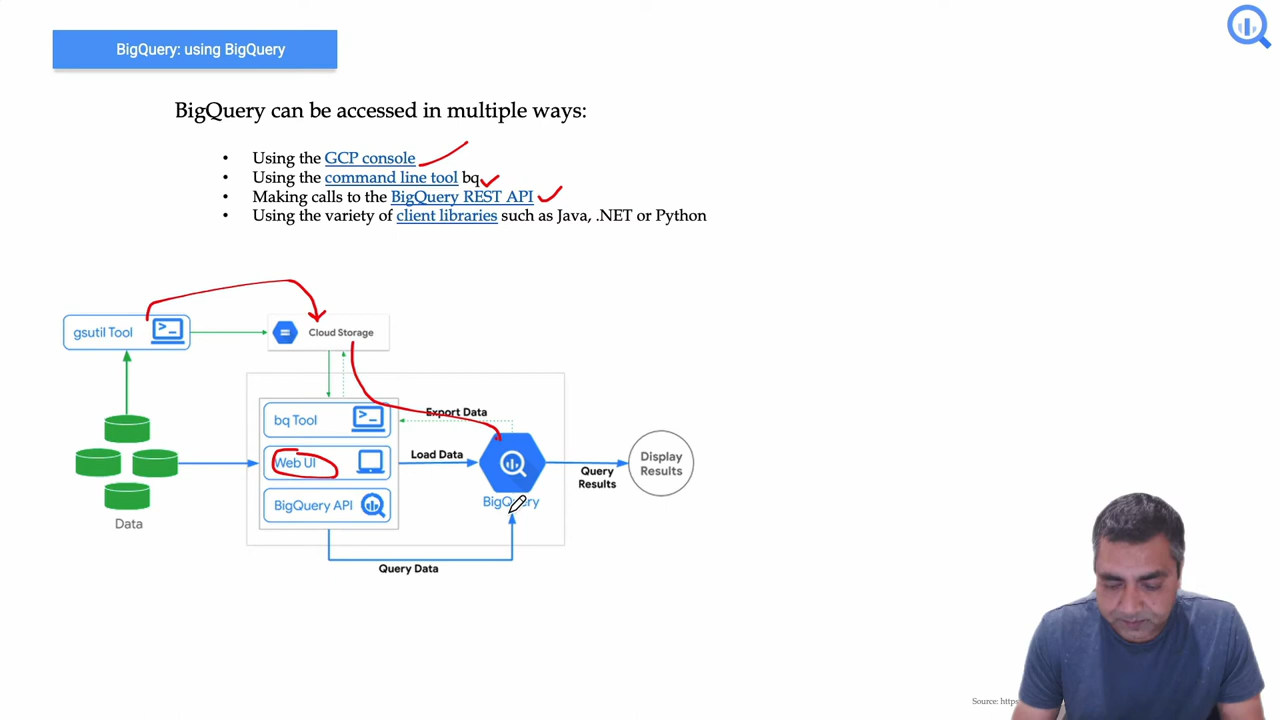 BigQuery: using BigQuery
BigQuery can be accessed in multiple ways:
• Using the GCP console
• Using the command line tool bq
• Making calls to the BigQuery REST API
• Using the variety of client libraries such as Java, .NET or Python
gsutil Tool
Cloud Storage
bq Tool
Export Data
Web UI
Load Data
Query
Results
Display
Results
BigQuery API
BigQuery
Data
Query Data
Source: https